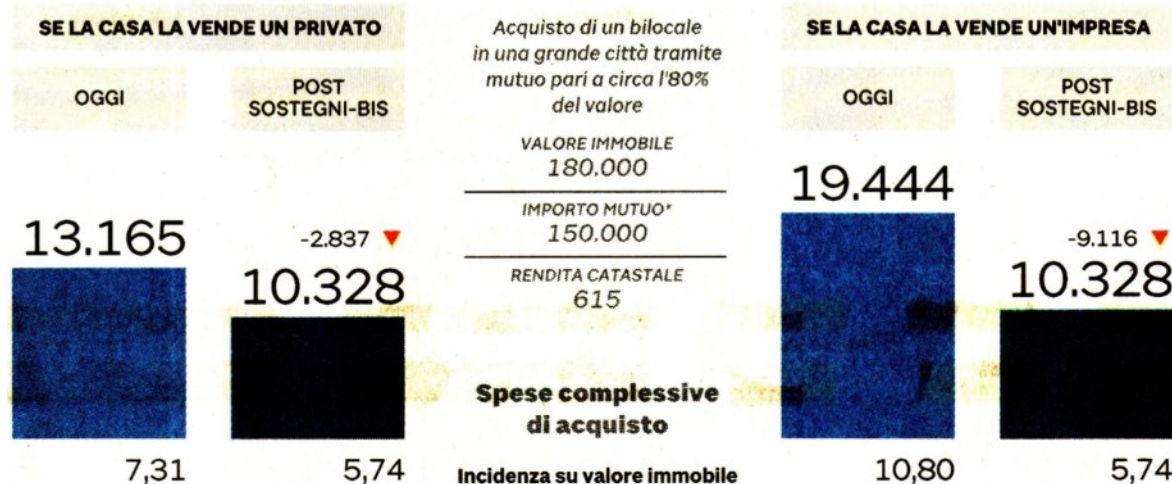 SE LA CASA LA VENDE UN PRIVATO
OGGI
POST
SOSTEGNI-BIS
13.165
-2.837
10.328
7,31
5,74
Acquisto di un bilocale
in una grande città tramite
mutuo pari a circa l'80%
del valore
VALORE IMMOBILE
180.000
IMPORTO MUTUO*
150.000
RENDITA CATASTALE
615
Spese complessive
di acquisto
Incidenza su valore immobile
SE LA CASA LA VENDE UN'IMPRESA
OGGI
POST
SOSTEGNI-BIS
19.444
-9.116
10.328
10,80
5,74